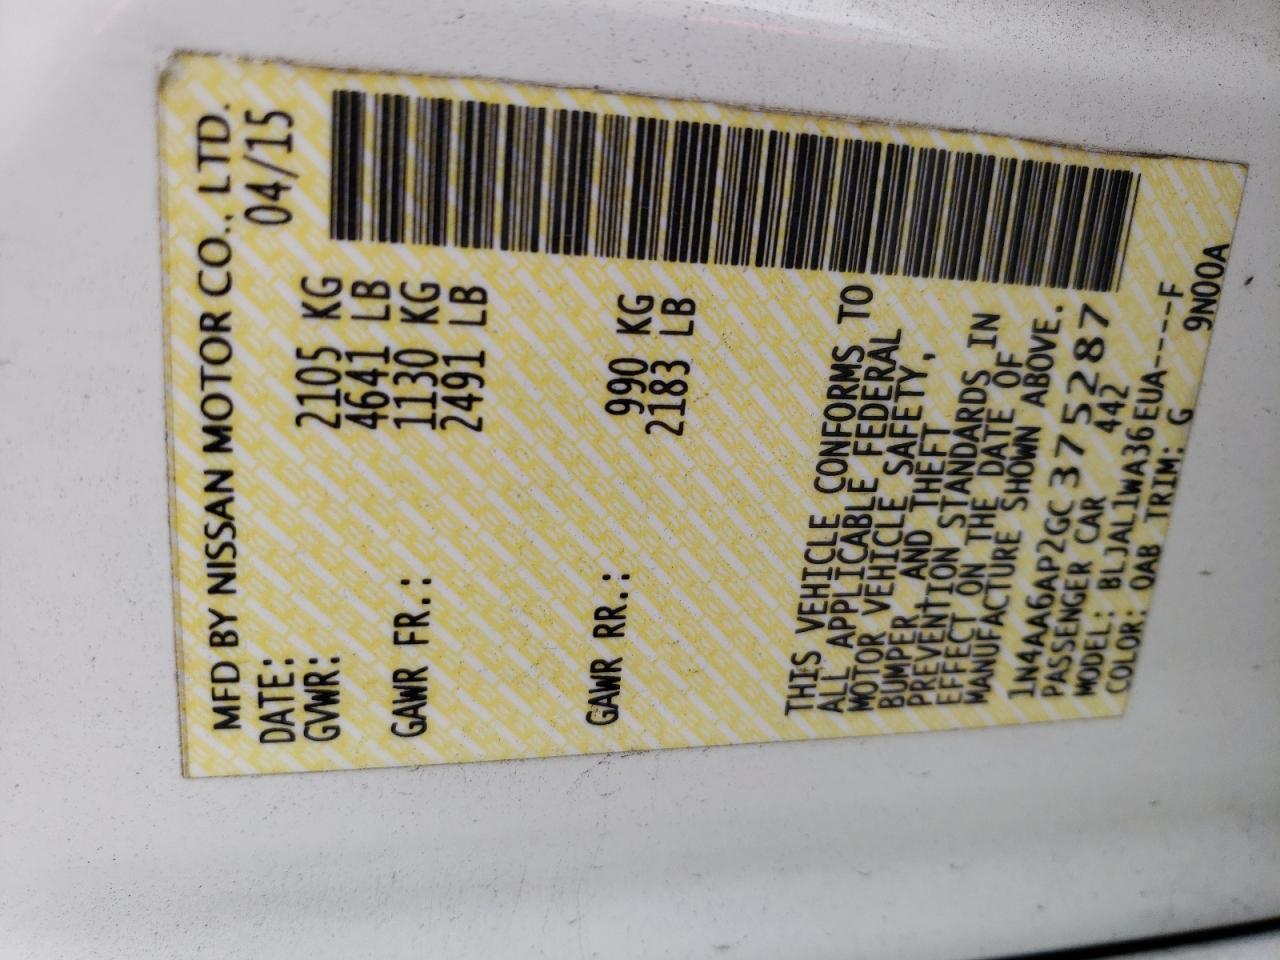 MFD BY NISSAN MOTOR CO., LTD.
DATE: 04/15
GVWR: 2105 KG
4641 LB
GAWR FR.: 1130 KG
2491 LB
GAWR RR.: 990 KG
2183 LB
THIS VEHICLE CONFORMS TO
ALL APPLICABLE FEDERAL
MOTOR VEHICLE SAFETY,
BUMPER AND THEFT
PREVENTION STANDARDS IN
EFFECT ON THE DATE OF
MANUFACTURE SHOWN ABOVE.
1N4AA6AP2GC375287
PASSENGER CAR 442
MODEL: BLJAL1WA36EUA----F
COLOR: QAB TRIM: G 9N00A